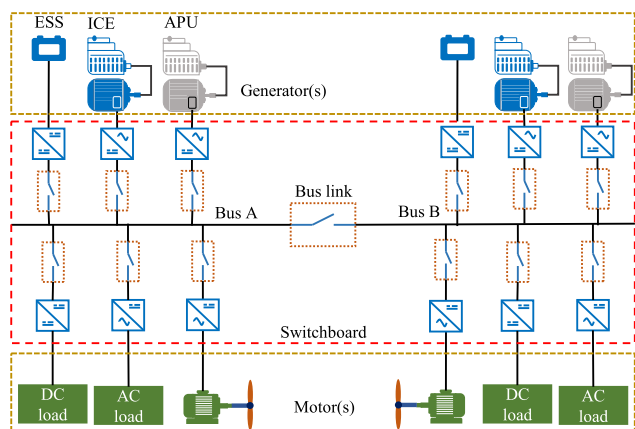 ESS ICE APU
Generator(s)
Bus link
Bus A
Bus B
Switchboard
DC
load
AC
load
Motor(s)
DC
load
AC
load